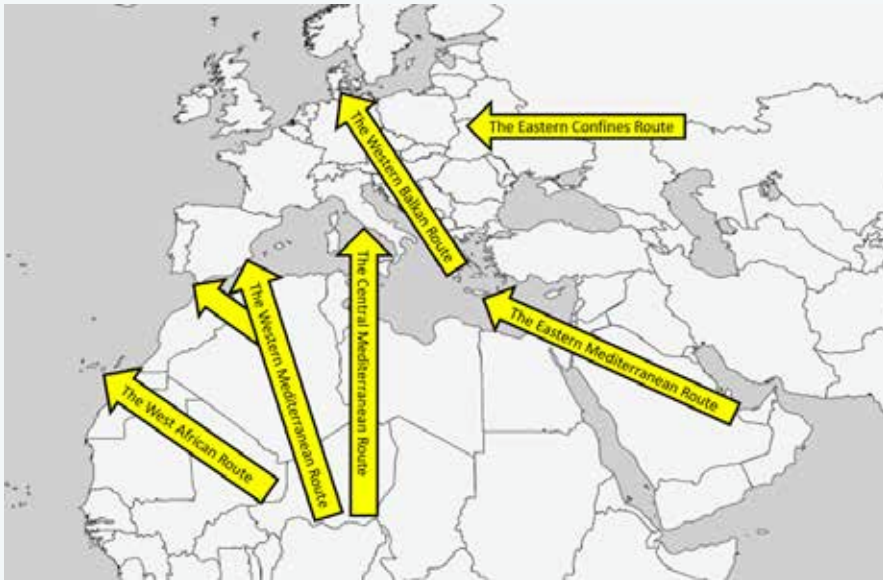 The Eastern Confines Route
The Western Balkan Route
The Central Mediterranean Route
The Western Mediterranean Route
The Eastern Mediterranean Route
The West African Route